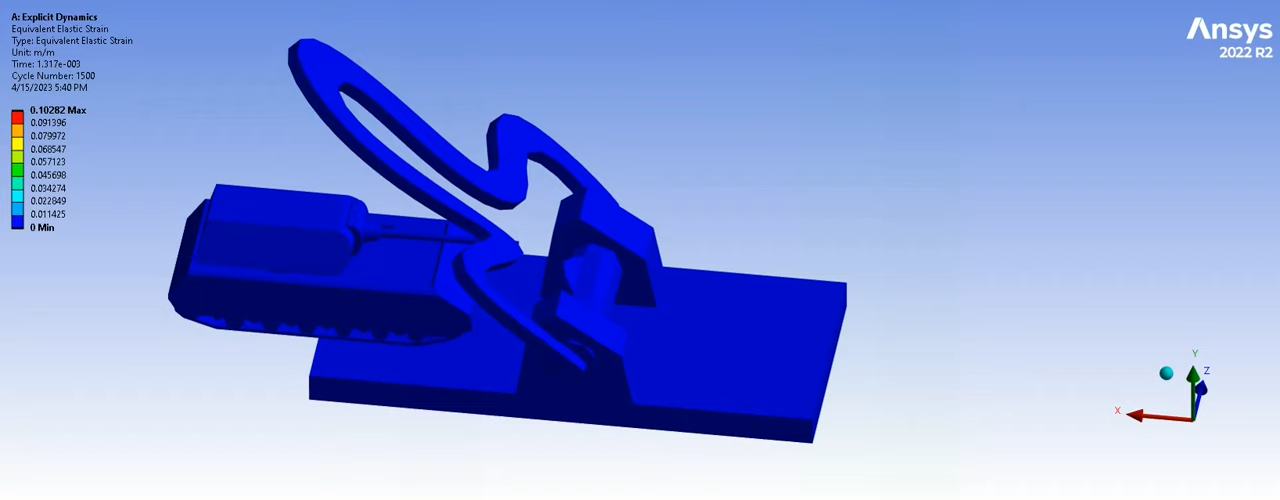 A: Explicit Dynamics
Equivalent Elastic Strain
Type: Equivalent Elastic Strain
Unit: m/m
Time: 1.317e-003
Cycle Number: 1500
4/15/2023 5:40 PM
0.10282 Max
0.091396
0.079972
0.068547
0.057123
0.045698
0.034274
0.022849
0.011425
0 Min
Ansys
2022 R2
Y
Z
X